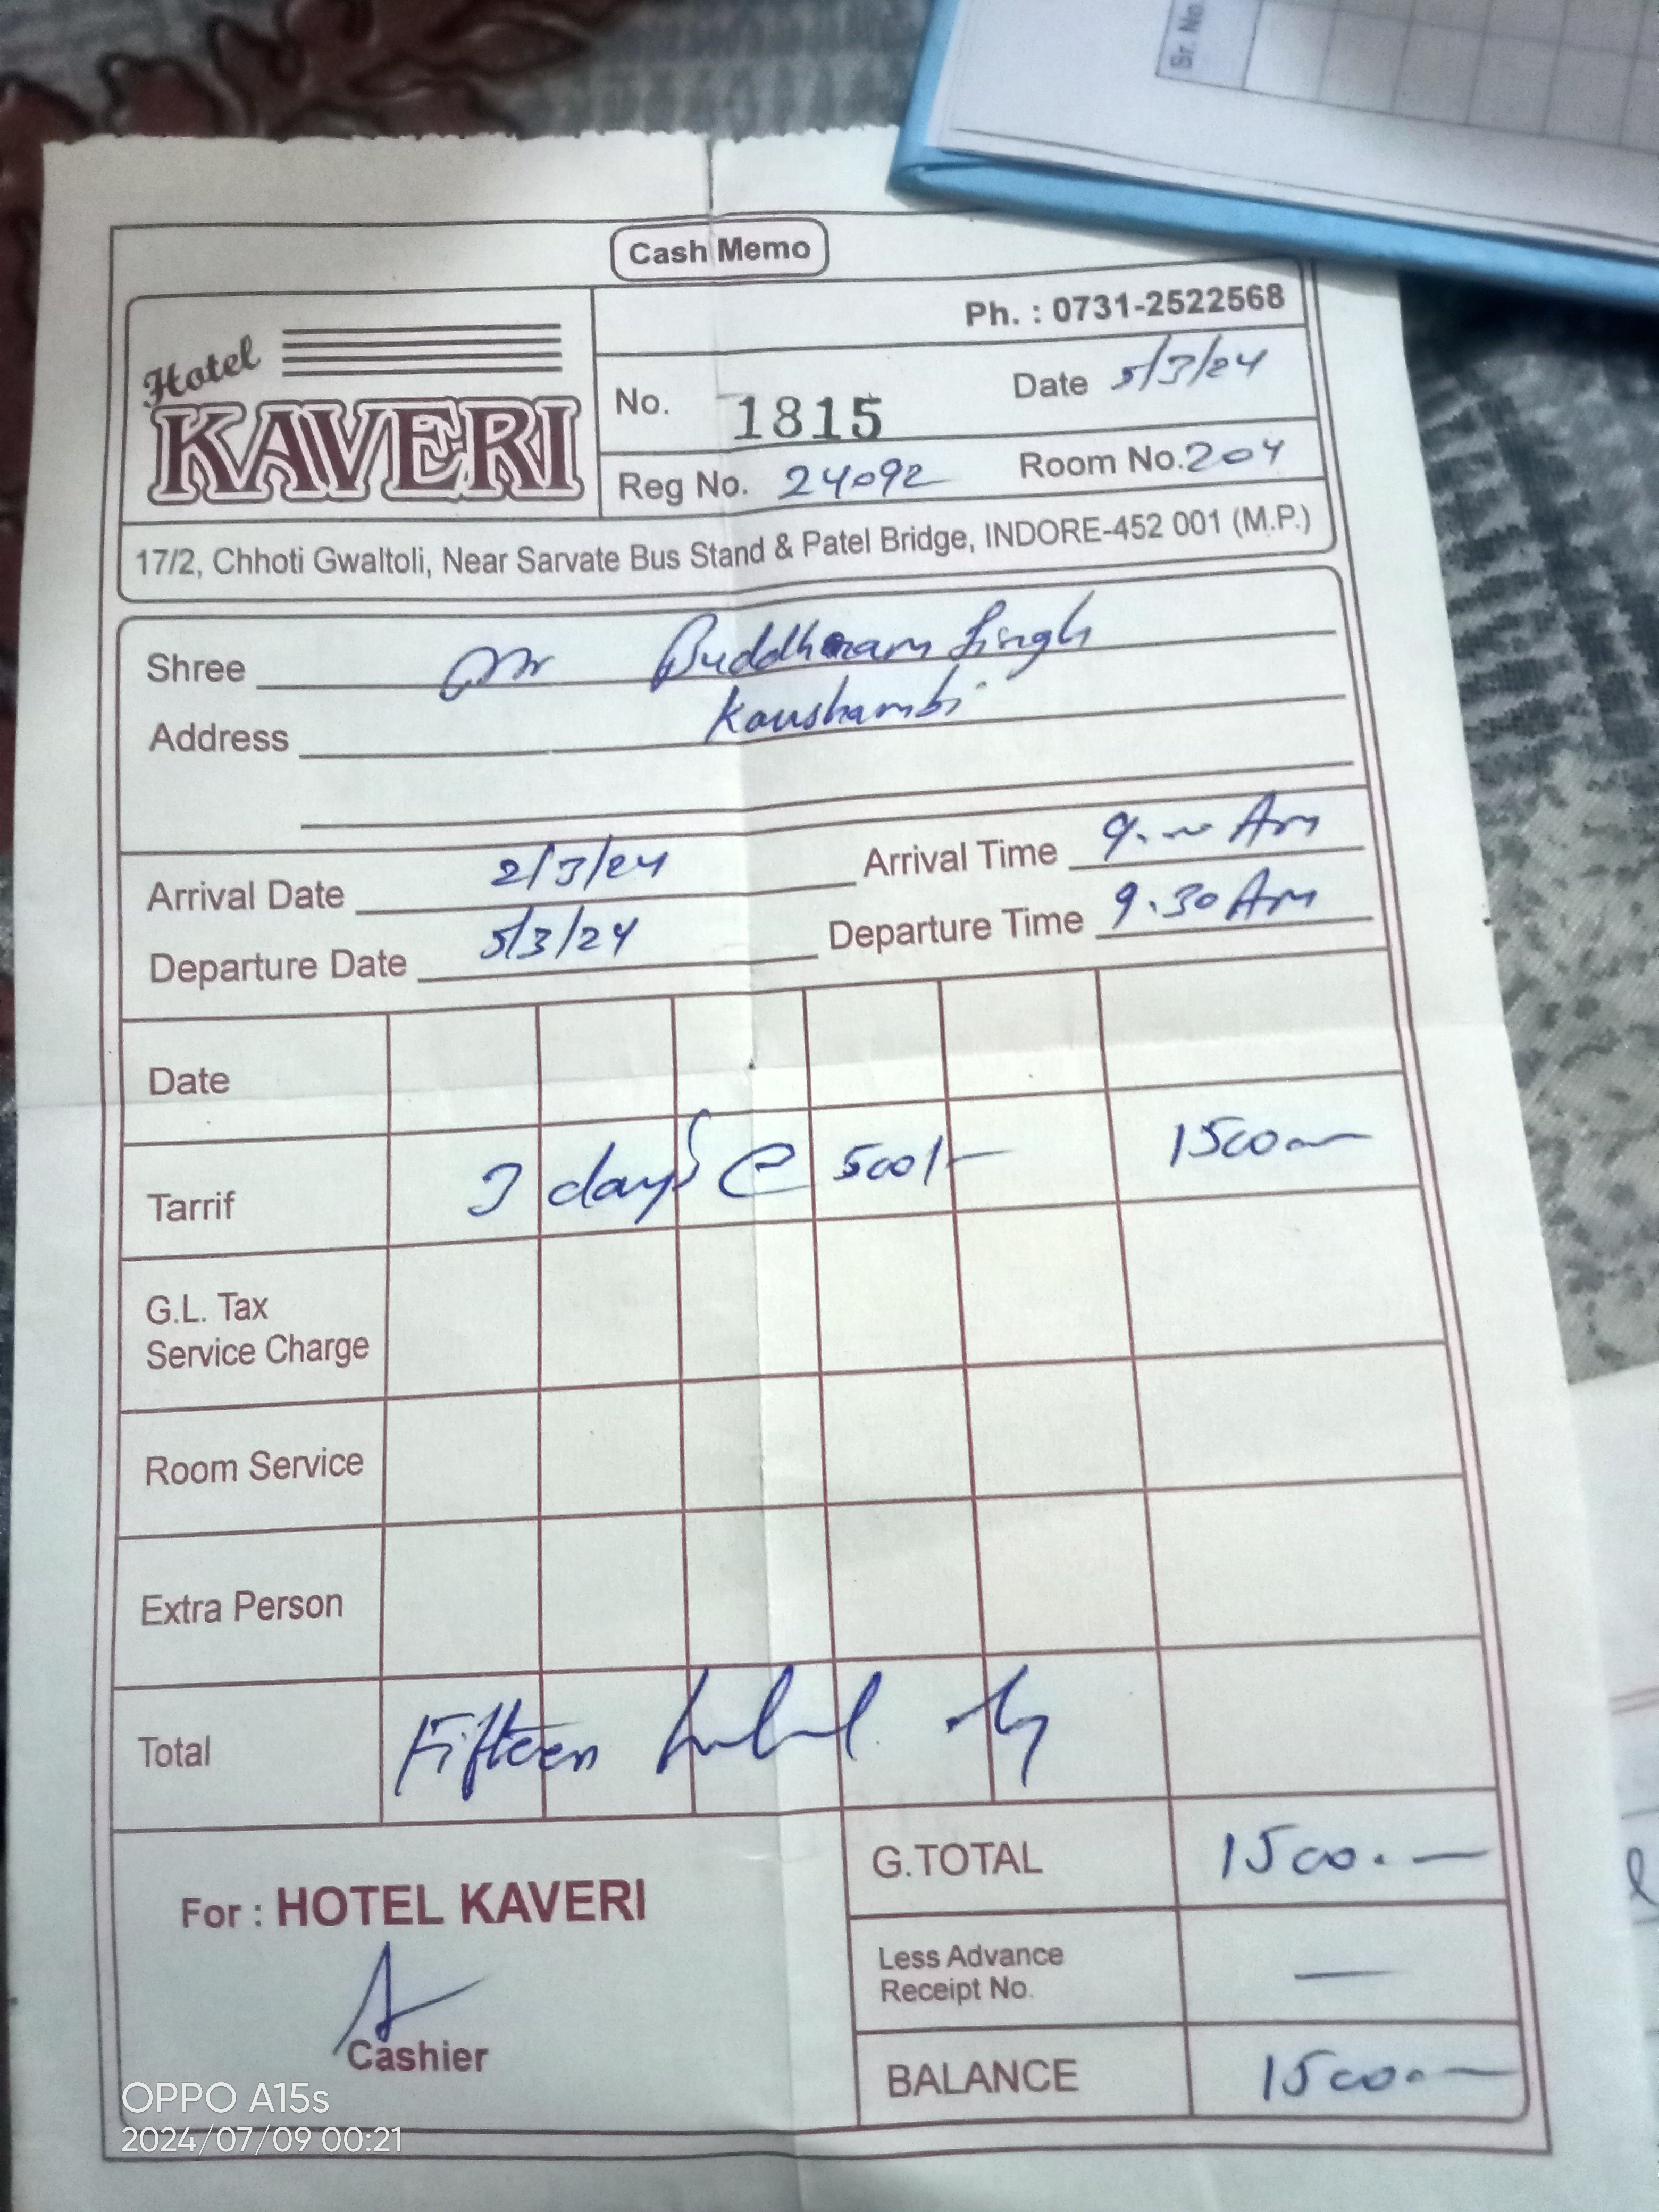 Sr. No.
Cash Memo
Hotel
KAVERI
Ph. : 0731-2522568
No. 1815 Date 5/3/24
Reg No. 24092 Room No. 204
17/2, Chhoti Gwaltoli, Near Sarvate Bus Stand & Patel Bridge, INDORE-452 001 (M.P.)
Shree Mr Buddharam Singh
Address Kaushambi
Arrival Date 2/3/24 Arrival Time 9.00 Am
Departure Date 5/3/24 Departure Time 9.30 Am
Date
Tarrif 3 days @ 500/- 1500
G.L. Tax
Service Charge
Room Service
Extra Person
Total Fifteen hundred only
G.TOTAL 1500.—
For : HOTEL KAVERI
Less Advance
Receipt No. —
Cashier
BALANCE 1500.—
OPPO A15s
2024/07/09 00:21